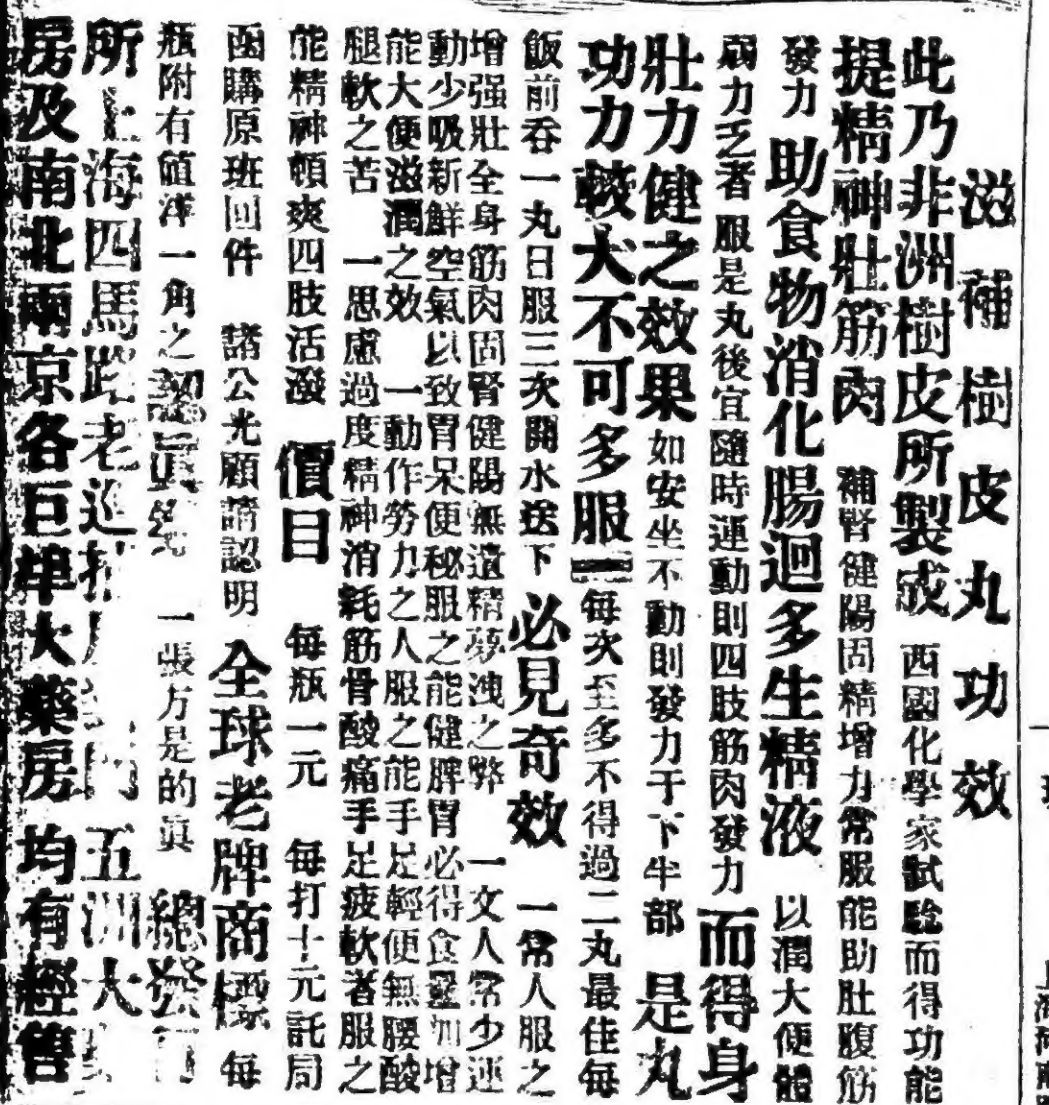 滋補樹皮丸功效
此乃非洲樹皮所製成 西國化學家試驗而得功能
提精神壯筋肉 補腎健陽固精增力常服能助肚腹筋
發力 助食物消化腸迴多生精液 以潤大便體
弱力乏者服是丸後宜隨時運動則四肢筋肉發力 而得身
壯力健之效果 如安坐不動則發力于下半部 是丸
功力較大不可多服 每次至多不得過二丸最佳每
飯前吞一丸日服三次開水送下 必見奇效 一常人服之
增强壯全身筋肉固腎健陽無遺精夢洩之弊 一文人常少運
動少吸新鮮空氣以致胃呆便秘服之能健脾胃必得食量加增
能大便滋潤之效 一動作勞力之人服之能手足輕便無腰酸
腿軟之苦 一思慮過度精神消耗筋骨酸痛手足疲軟者服之
能精神頓爽四肢活潑 價目 每瓶一元 每打十元託局
函購原班回件 諸公光顧請認明 全球老牌商標 每
瓶附有值洋一角之認眞券 一張方是的眞 總發行
所上海四馬路老巡捕房 五洲大
房及南北兩京各巨埠大藥房 均有經售
上海